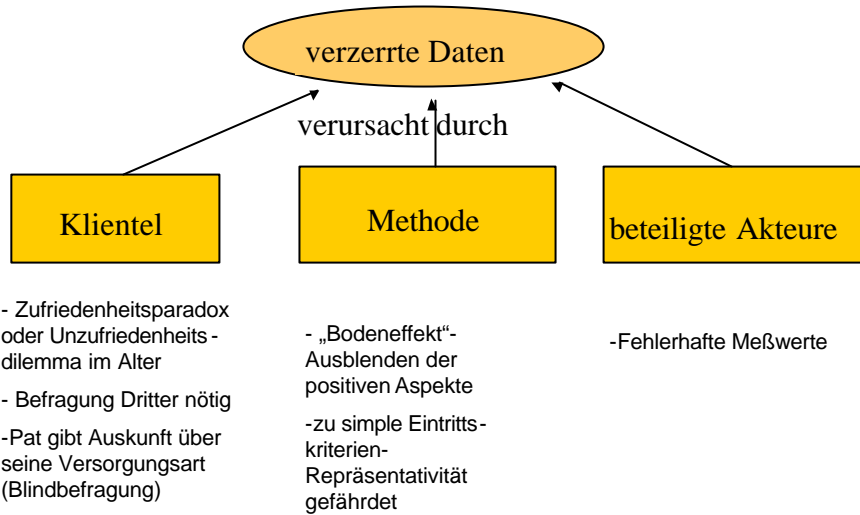 verzerrte Daten
verursacht durch
Klientel
Methode
beteiligte Akteure
- Zufriedenheitsparadox
oder Unzufriedenheits-
dilemma im Alter
- Befragung Dritter nötig
-Pat gibt Auskunft über
seine Versorgungsart
(Blindbefragung)
- „Bodeneffekt“-
Ausblenden der
positiven Aspekte
-zu simple Eintritts-
kriterien-
Repräsentativität
gefährdet
-Fehlerhafte Meßwerte